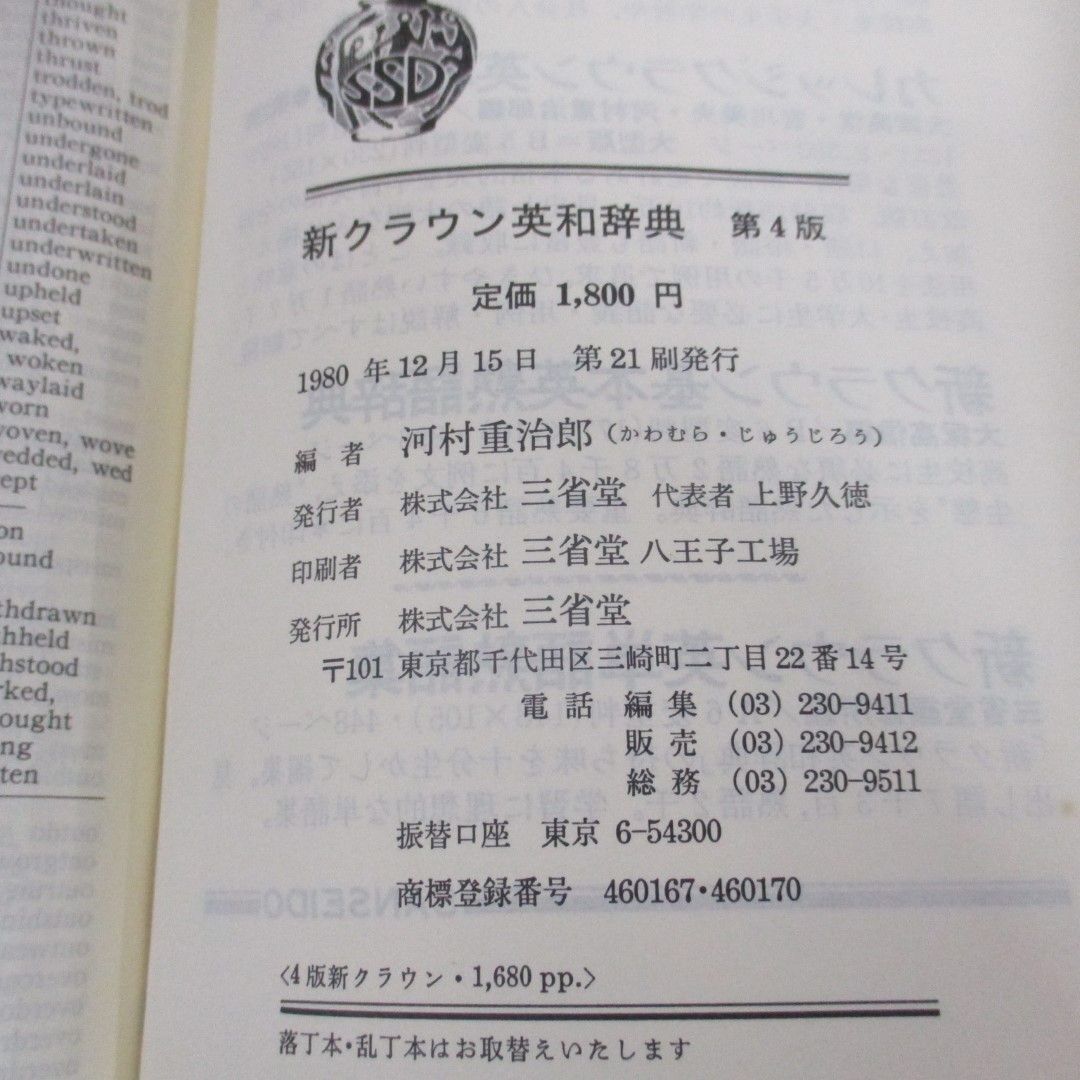 thought
thriven
thrown
thrust
trodden, trod
typewritten
unbound
undergone
underlaid
underlain
understood
undertaken
underwritten
undone
upheld
upset
waked,
woken
waylaid
worn
woven, wove
wedded, wed
on
ound
thdrawn
thheld
thstood
rked,
ought
ng
ten
SSD
新クラウン英和辞典 第4版
定価 1,800 円
1980 年 12 月 15 日 第 21 刷発行
編者 河村重治郎(かわむら・じゅうじろう)
発行者 株式会社 三省堂 代表者 上野久徳
印刷者 株式会社 三省堂 八王子工場
発行所 株式会社 三省堂
〒101 東京都千代田区三崎町二丁目22番14号
電話 編集 (03) 230-9411
販売 (03) 230-9412
総務 (03) 230-9511
振替口座 東京 6-54300
商標登録番号 460167・460170
〈4版新クラウン・1,680 pp.〉
落丁本・乱丁本はお取替えいたします